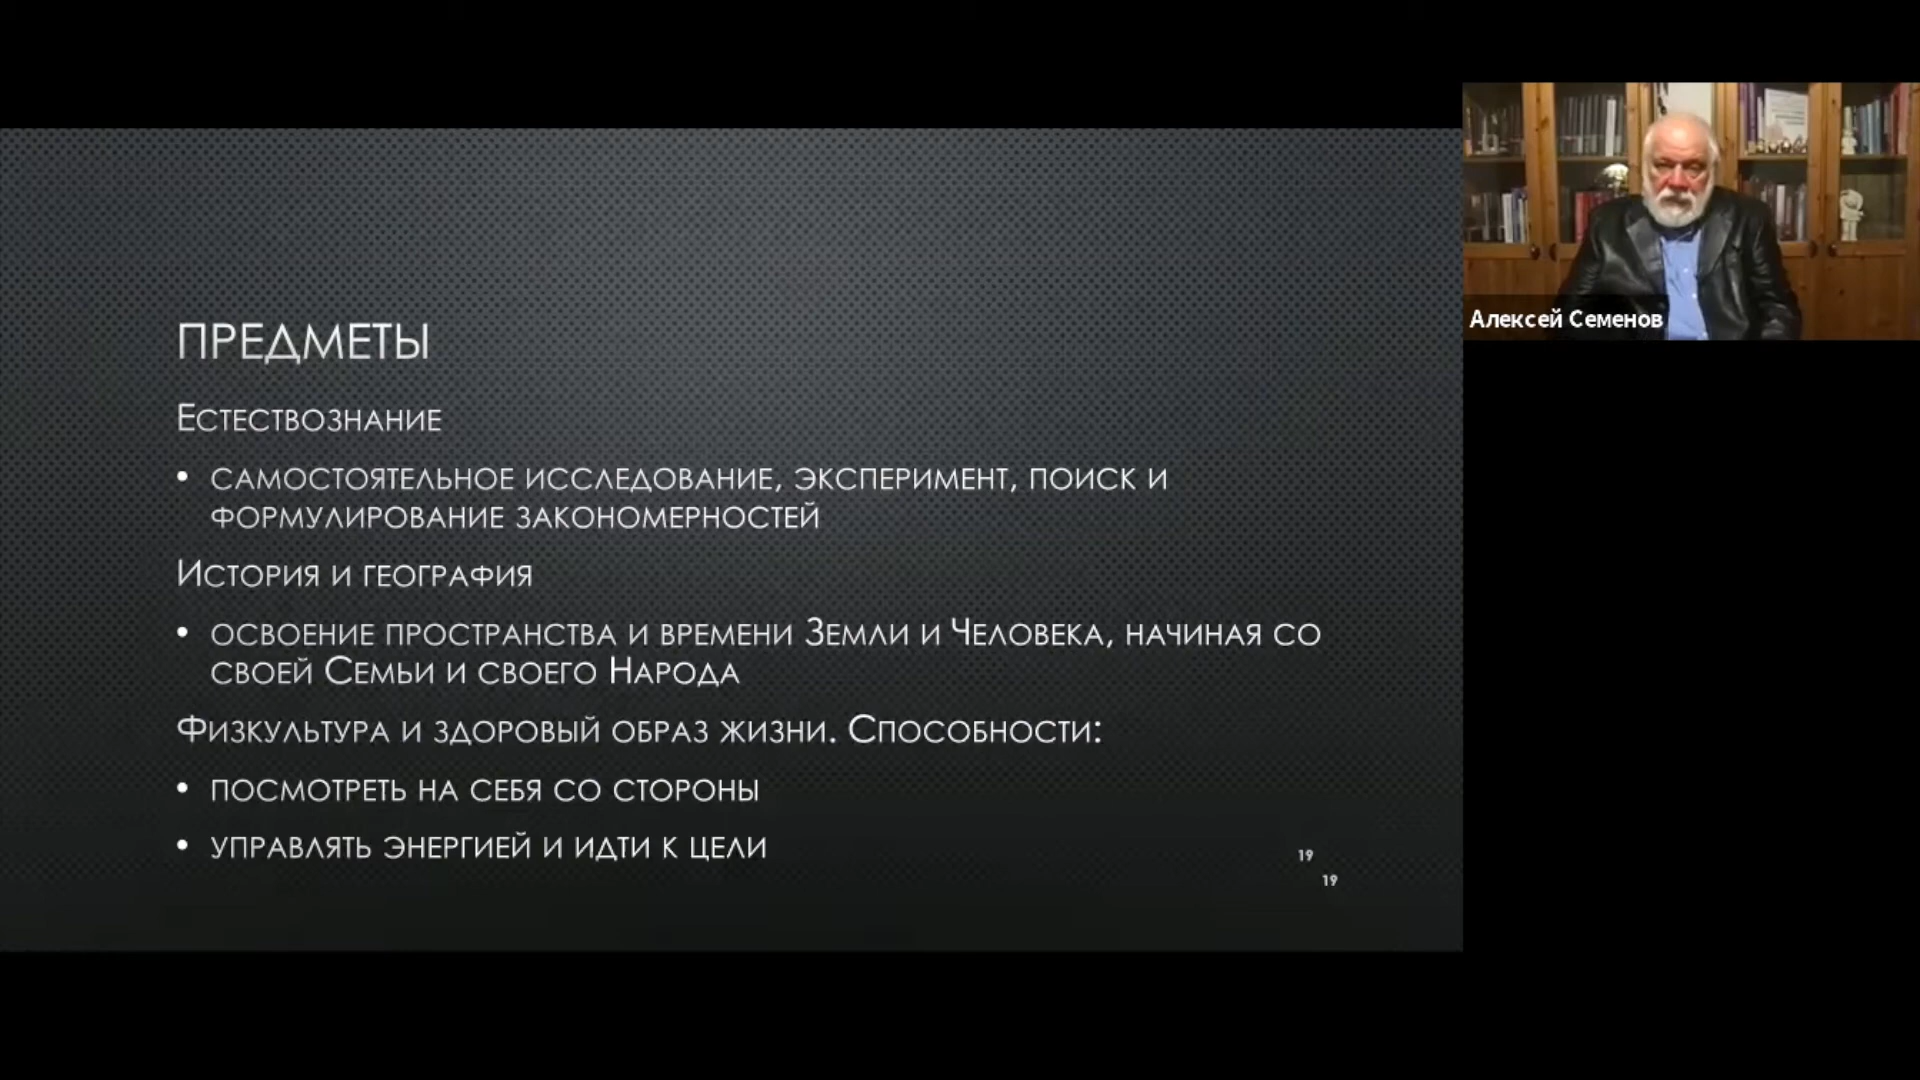 ПРЕДМЕТЫ
Естествознание
• самостоятельное исследование, эксперимент, поиск и
формулирование закономерностей
История и география
• освоение пространства и времени Земли и Человека, начиная со
своей Семьи и своего Народа
Физкультура и здоровый образ жизни. Способности:
• посмотреть на себя со стороны
• управлять энергией и идти к цели
19
19
Алексей Семенов